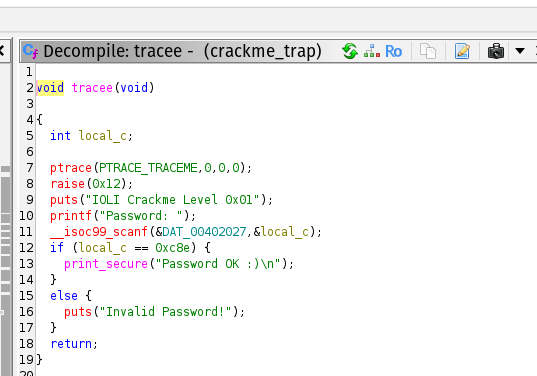 Decompile: tracee - (crackme_trap)
Ro
1
2 void tracee(void)
3
4 {
5 int local_c;
6
7 ptrace(PTRACE_TRACEME,0,0,0);
8 raise(0x12);
9 puts("IOLI Crackme Level 0x01");
10 printf("Password: ");
11 __isoc99_scanf(&DAT_00402027,&local_c);
12 if (local_c == 0xc8e) {
13 print_secure("Password OK :)\n");
14 }
15 else {
16 puts("Invalid Password!");
17 }
18 return;
19 }
20